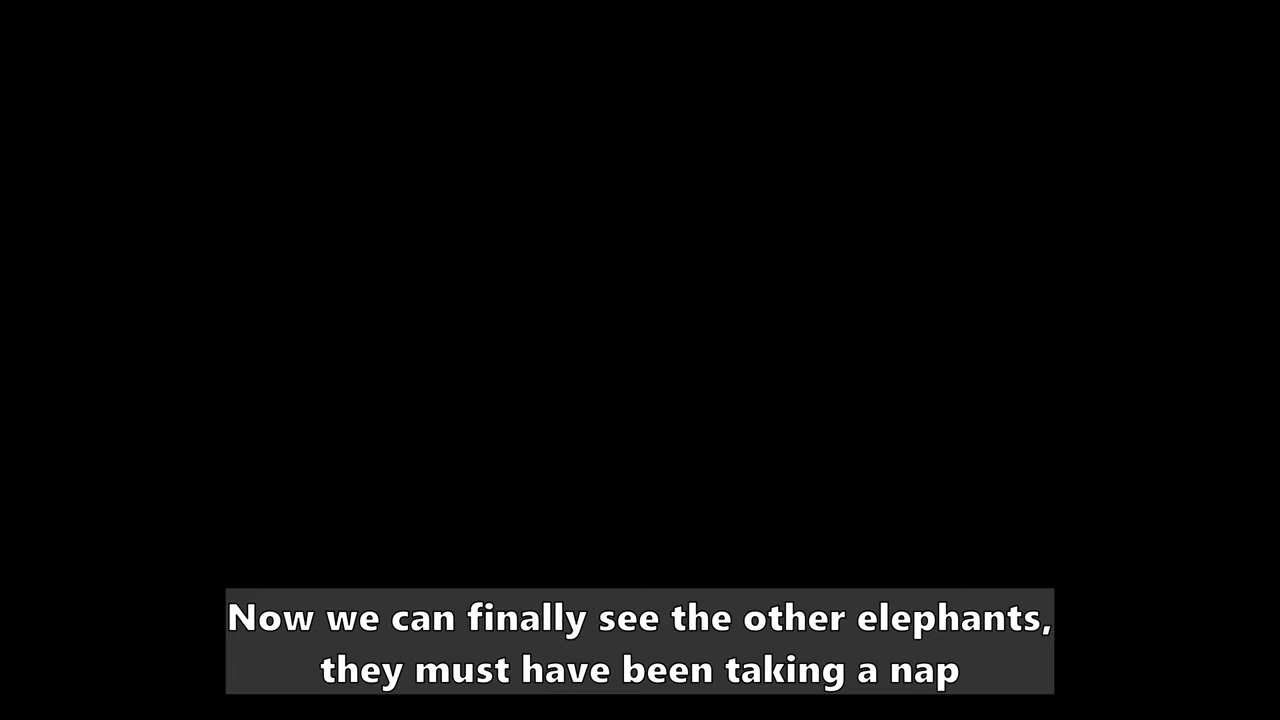 Now we can finally see the other elephants,
they must have been taking a nap